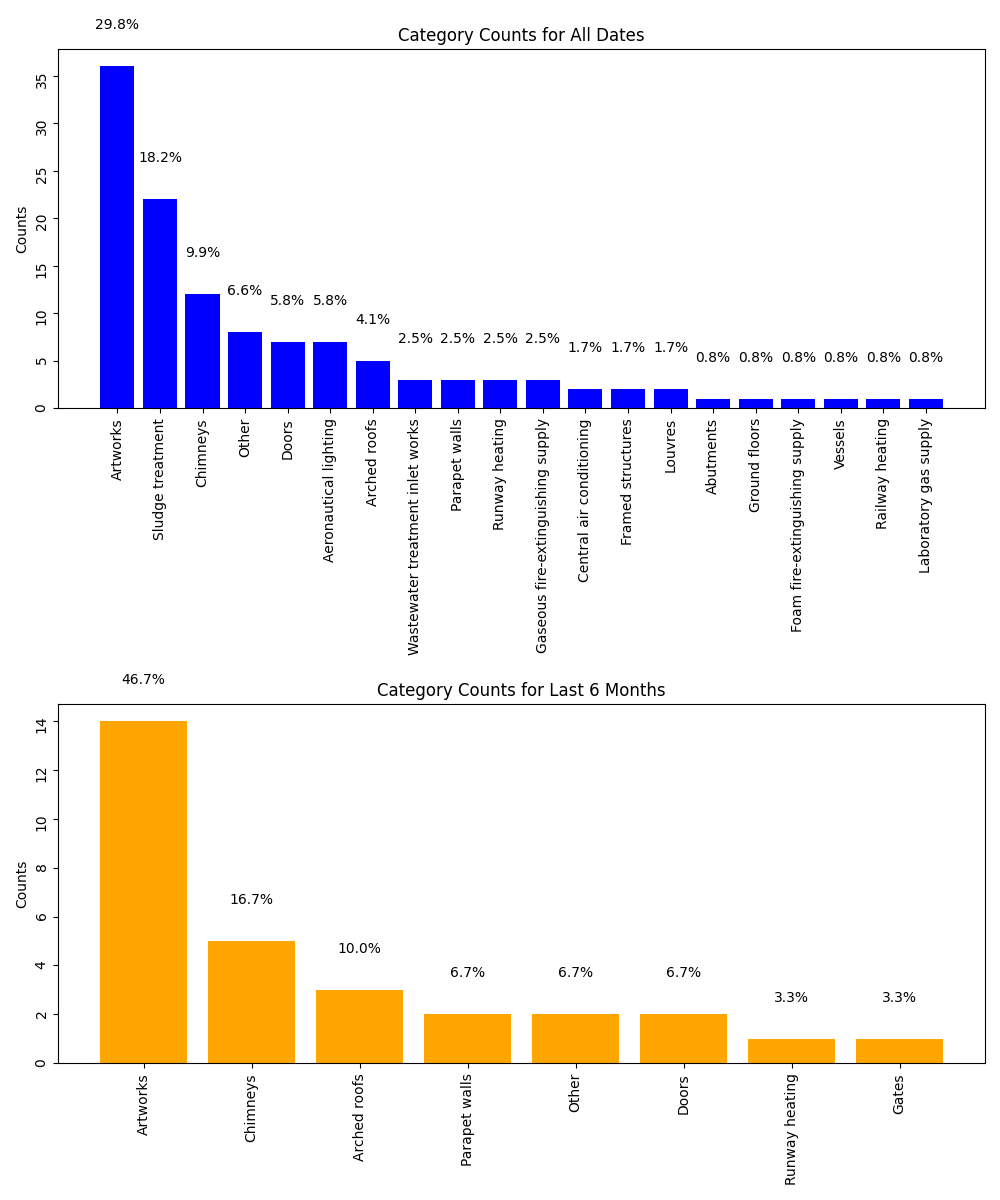 29.8%
Category Counts for All Dates
18.2%
9.9%
6.6%
5.8%
5.8%
4.1%
2.5%
2.5%
2.5%
2.5%
1.7%
1.7%
1.7%
0.8%
0.8%
0.8%
0.8%
0.8%
0.8%
Counts
35
30
25
20
15
10
5
0
Artworks
Sludge treatment
Chimneys
Other
Doors
Aeronautical lighting
Arched roofs
Wastewater treatment inlet works
Parapet walls
Runway heating
Gaseous fire-extinguishing supply
Central air conditioning
Framed structures
Louvres
Abutments
Ground floors
Foam fire-extinguishing supply
Vessels
Railway heating
Laboratory gas supply
46.7%
Category Counts for Last 6 Months
16.7%
10.0%
6.7%
6.7%
6.7%
3.3%
3.3%
Counts
14
12
10
8
6
4
2
0
Artworks
Chimneys
Arched roofs
Parapet walls
Other
Doors
Runway heating
Gates